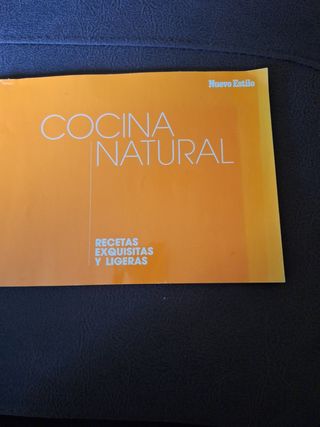 Nuevo Estilo
COCINA
NATURAL
RECETAS
EXQUISITAS
Y LIGERAS